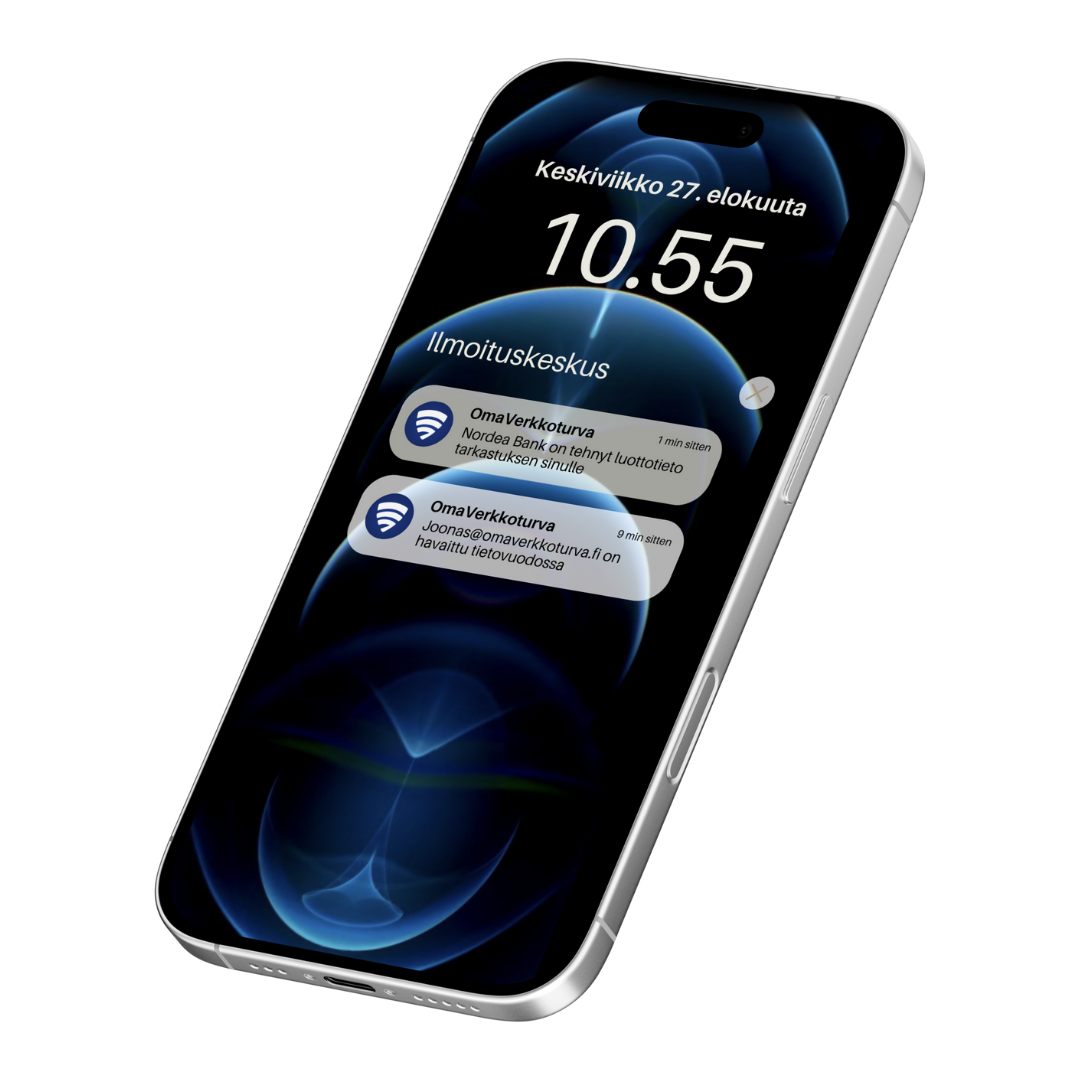 Keskiviikko 27. elokuuta
10.55
Ilmoituskeskus
OmaVerkkoturva
1 min sitten
Nordea Bank on tehnyt luottotieto
tarkastuksen sinulle
OmaVerkkoturva
9 min sitten
Joonas@omaverkkoturva.fi on
havaittu tietovuodossa